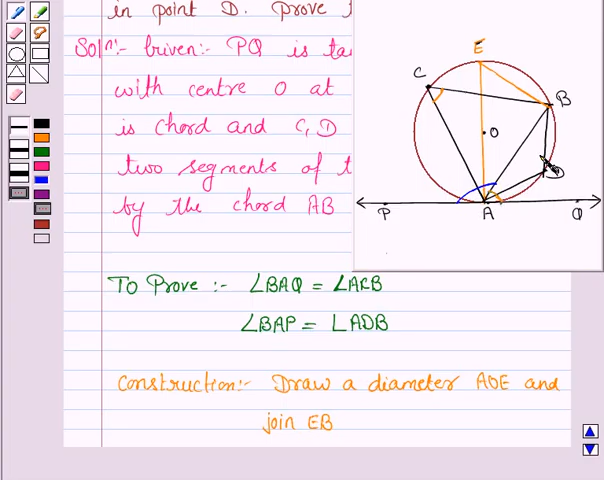 in point D. Prove
Soln:- Given:- PQ is
with centre O at
is chord and C, D
two segments of
by the chord AB
To Prove :- ∠BAQ = ∠ACB
∠BAP = ∠ADB
Construction:- Draw a diameter AOE and
join EB
E
C
B
O
D
P
A
Q